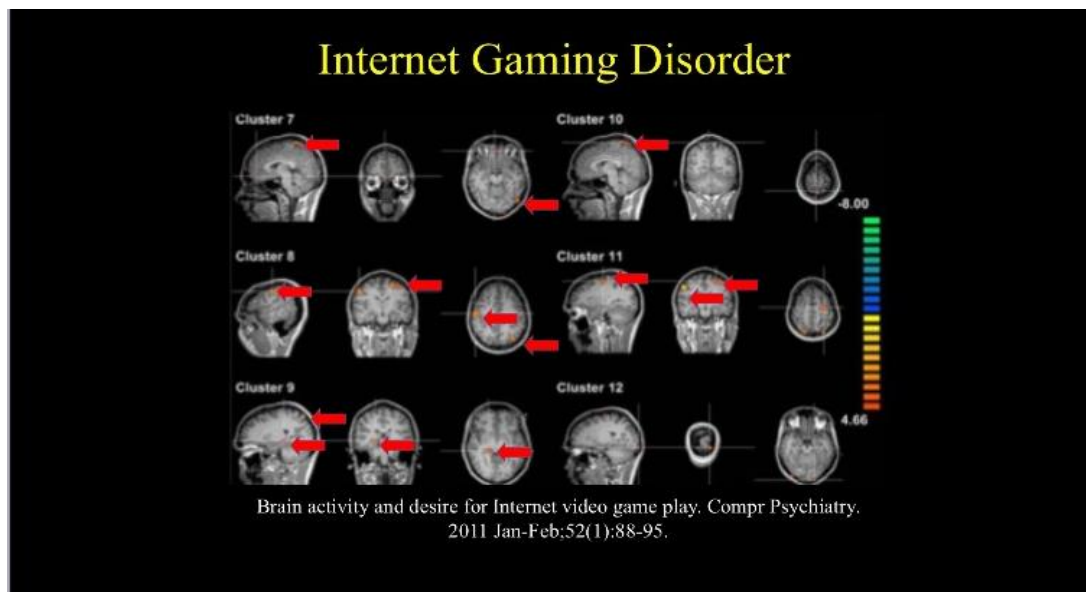 Internet Gaming Disorder
Cluster 7
Cluster 10
-8.00
Cluster 8
Cluster 11
Cluster 9
Cluster 12
4.66
Brain activity and desire for Internet video game play. Compr Psychiatry.
2011 Jan-Feb;52(1):88-95.